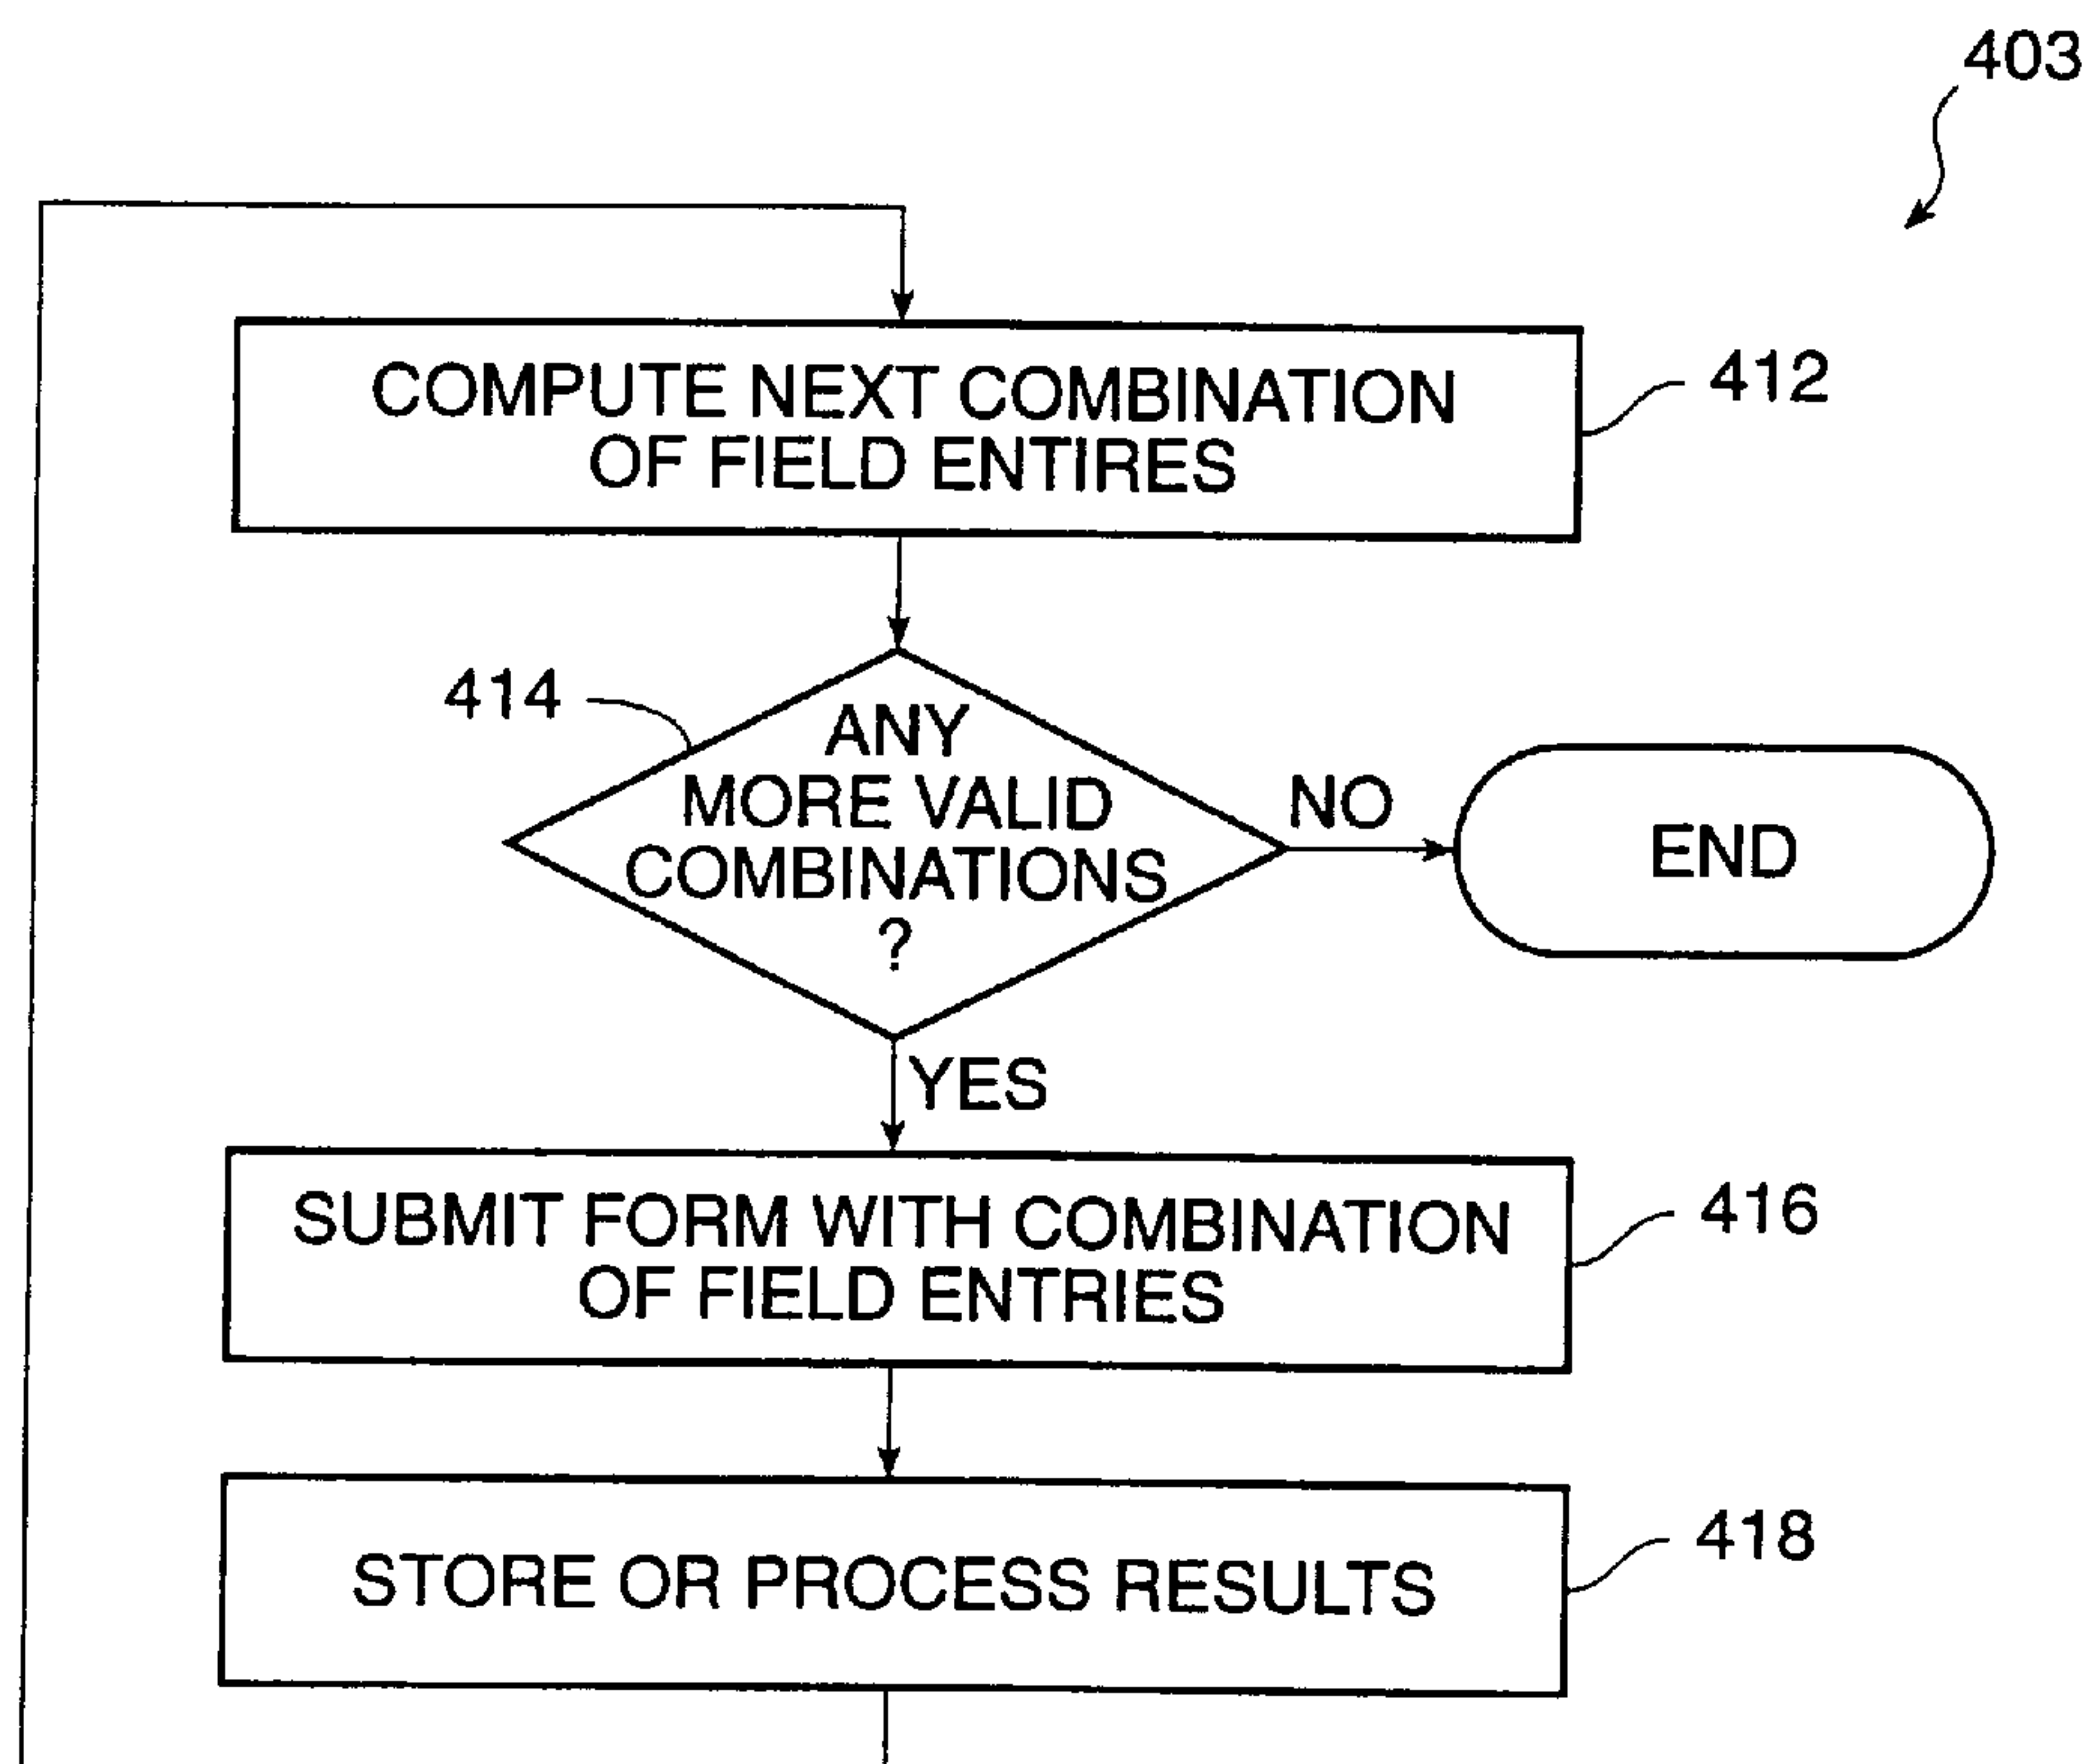 403
COMPUTE NEXT COMBINATION
OF FIELD ENTIRES
412
414
ANY
MORE VALID
COMBINATIONS
?
NO
END
YES
SUBMIT FORM WITH COMBINATION
OF FIELD ENTRIES
416
STORE OR PROCESS RESULTS
418